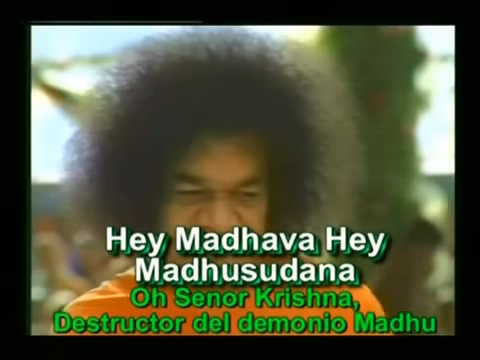 Hey Madhava Hey
Madhusudana
Oh Senor Krishna,
Destructor del demonio Madhu